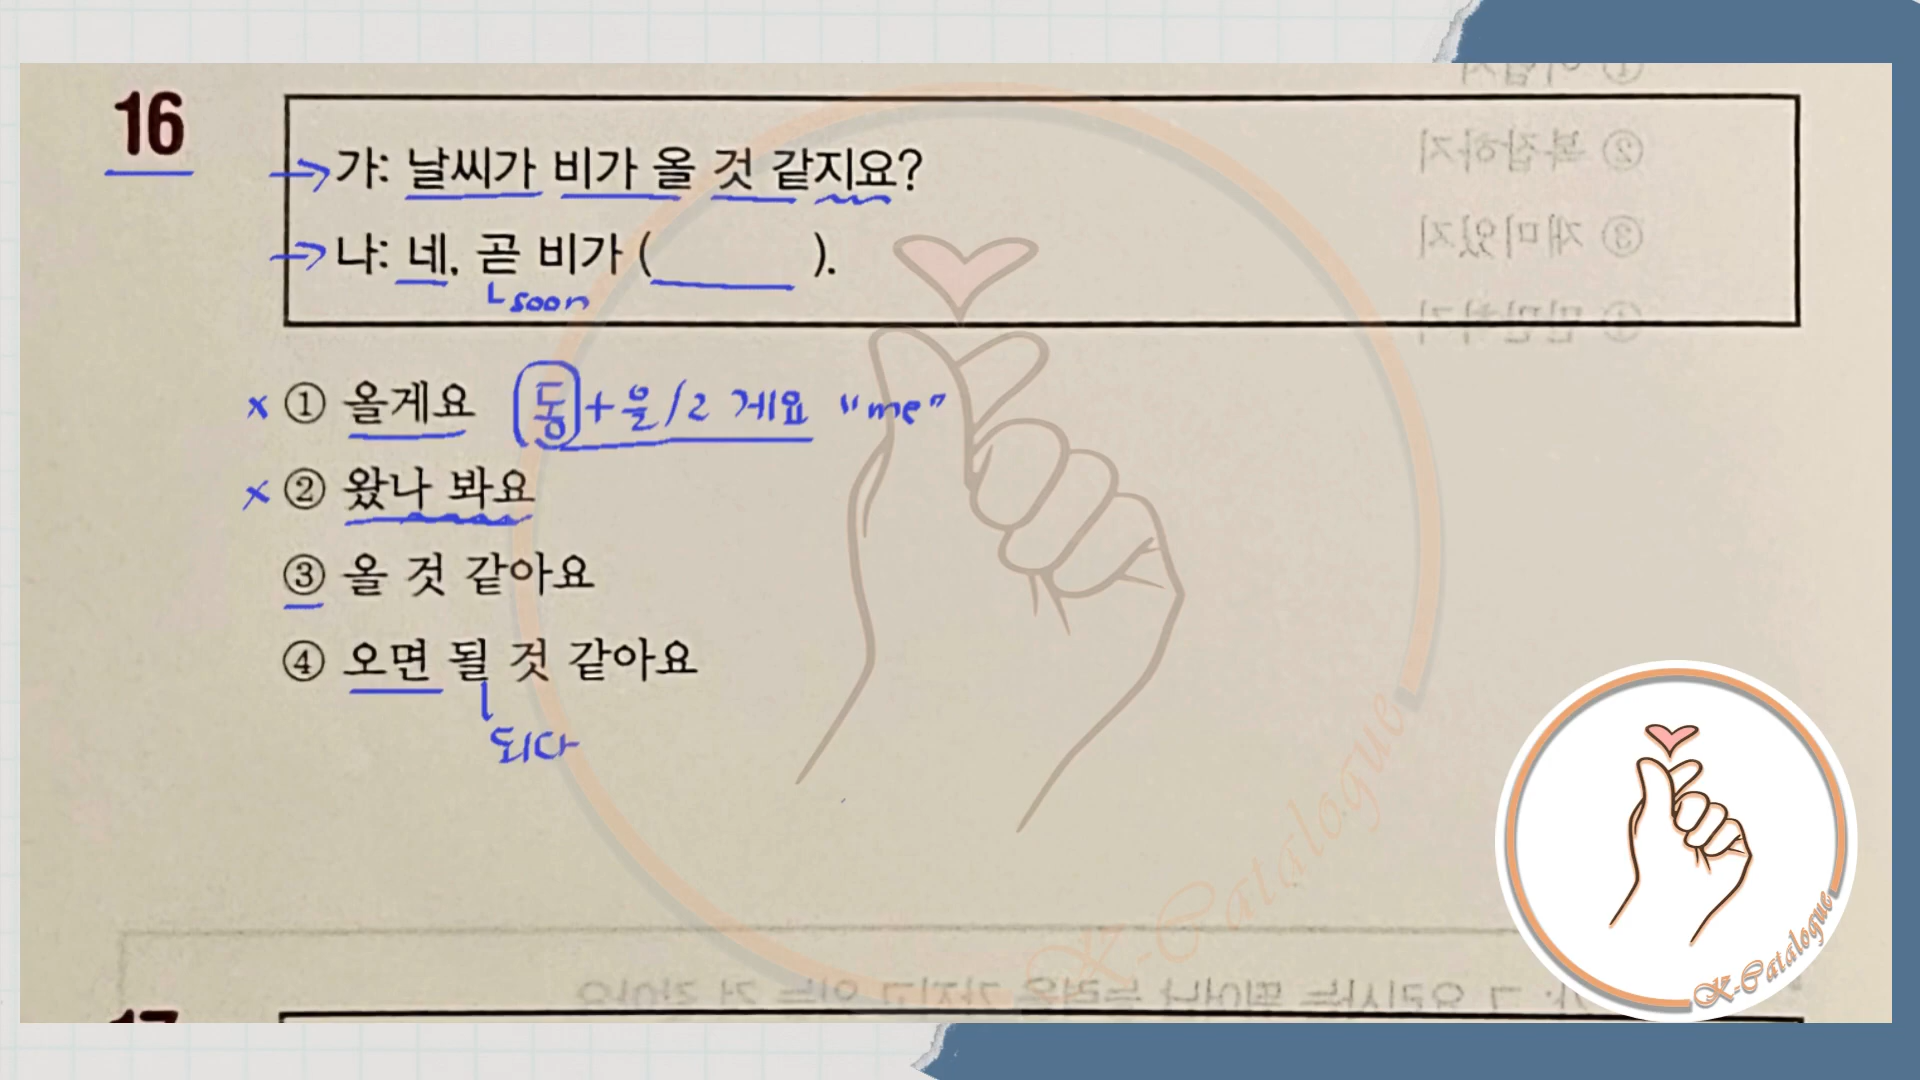 16
가: 날씨가 비가 올 것 같지요?
나: 네, 곧 비가 ( ).
soon
① 올게요 동+을/ㄹ 게요 "me"
② 왔나 봐요
③ 올 것 같아요
④ 오면 될 것 같아요
되다
K-Catalogue
K-Catalogue